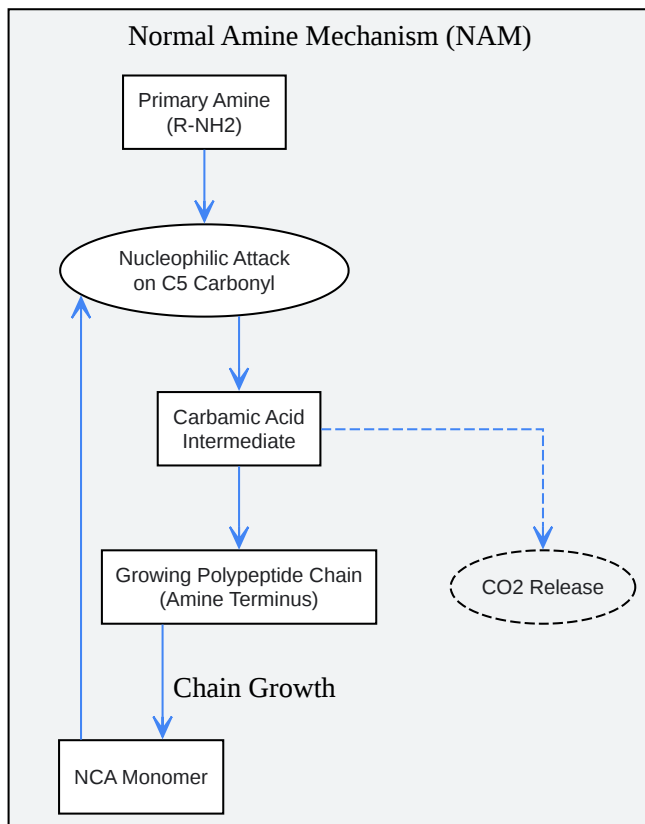 Normal Amine Mechanism (NAM)
Primary Amine
(R-NH2)
Nucleophilic Attack
on C5 Carbonyl
Carbamic Acid
Intermediate
Growing Polypeptide Chain
(Amine Terminus)
CO2 Release
Chain Growth
NCA Monomer